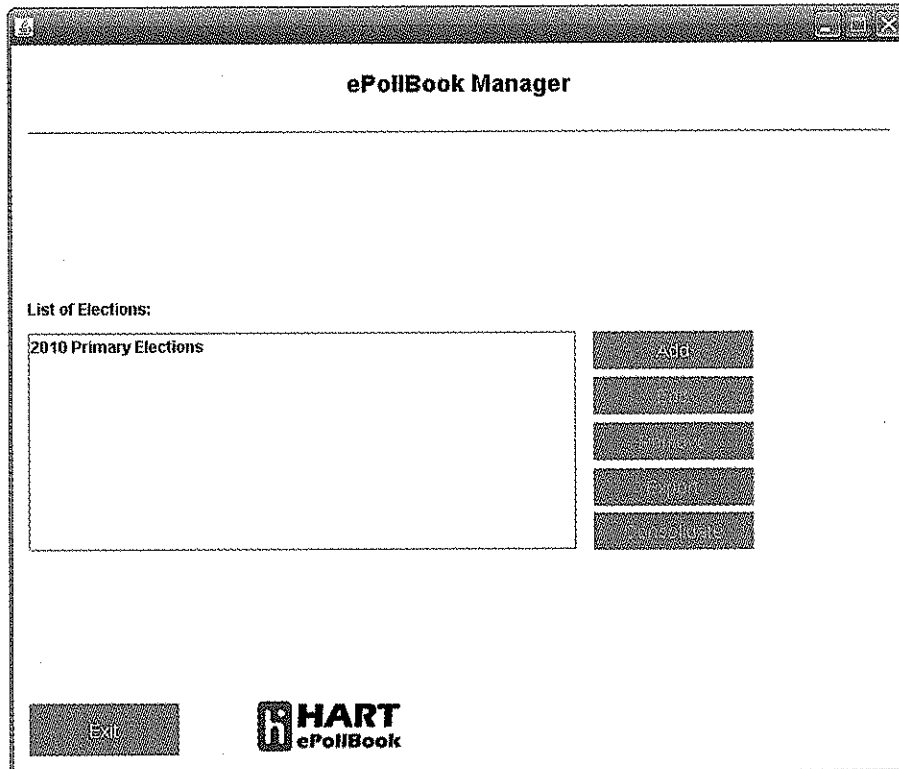 ePollBook Manager
List of Elections:
2010 Primary Elections
Add
Export
Consolidate
Exit
HART
ePollBook